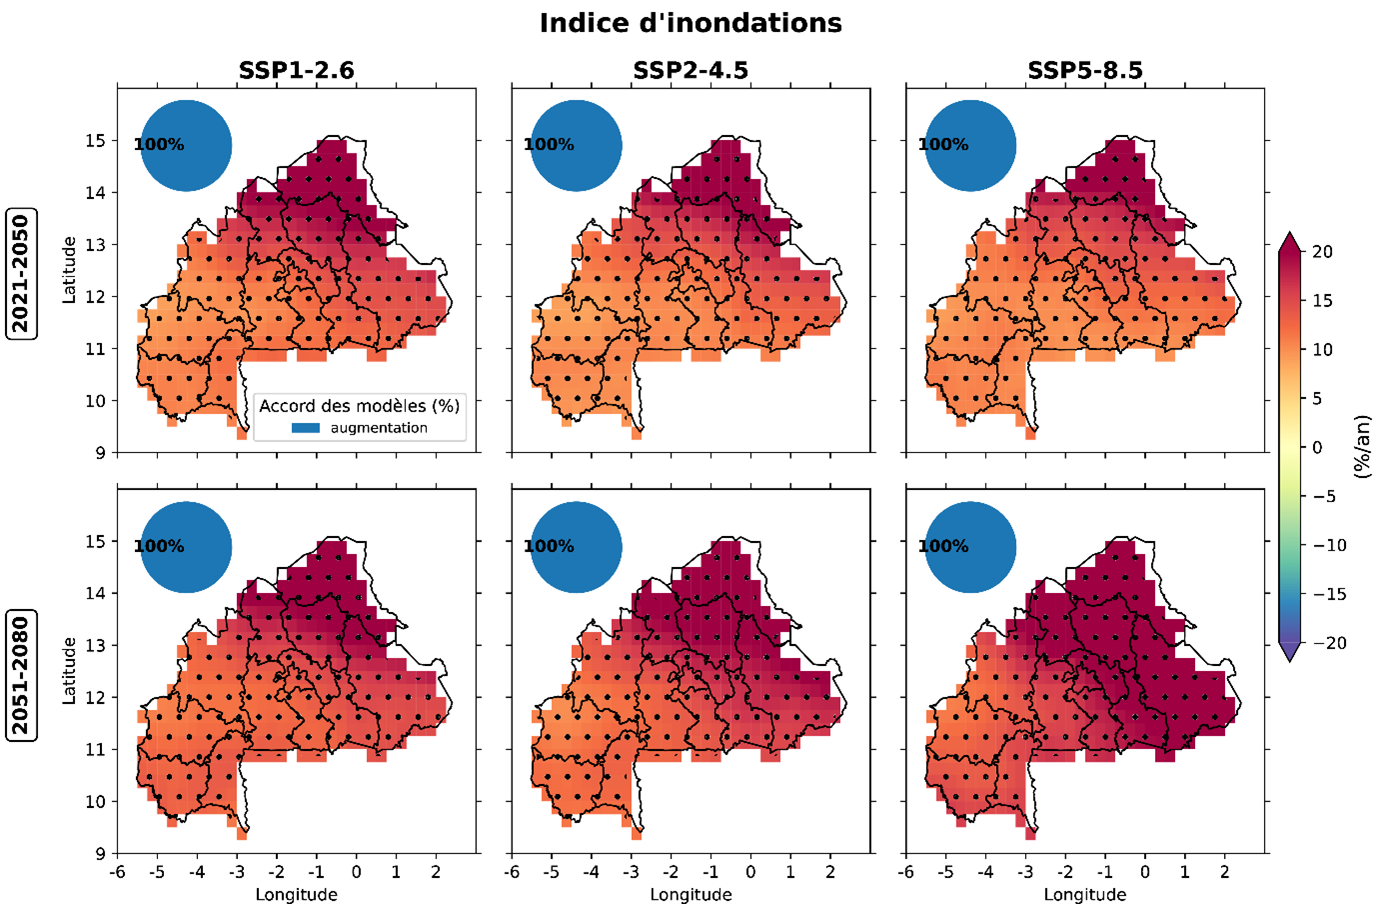 Indice d'inondations
SSP1-2.6
SSP2-4.5
SSP5-8.5
2021-2050
Latitude
15
14
13
12
11
10
9
100%
Accord des modèles (%)
augmentation
100%
100%
20
15
10
5
0
−5
−10
−15
−20
(%/an)
2051-2080
Latitude
15
14
13
12
11
10
9
100%
100%
100%
-6 -5 -4 -3 -2 -1 0 1 2
Longitude
-6 -5 -4 -3 -2 -1 0 1 2
Longitude
-6 -5 -4 -3 -2 -1 0 1 2
Longitude